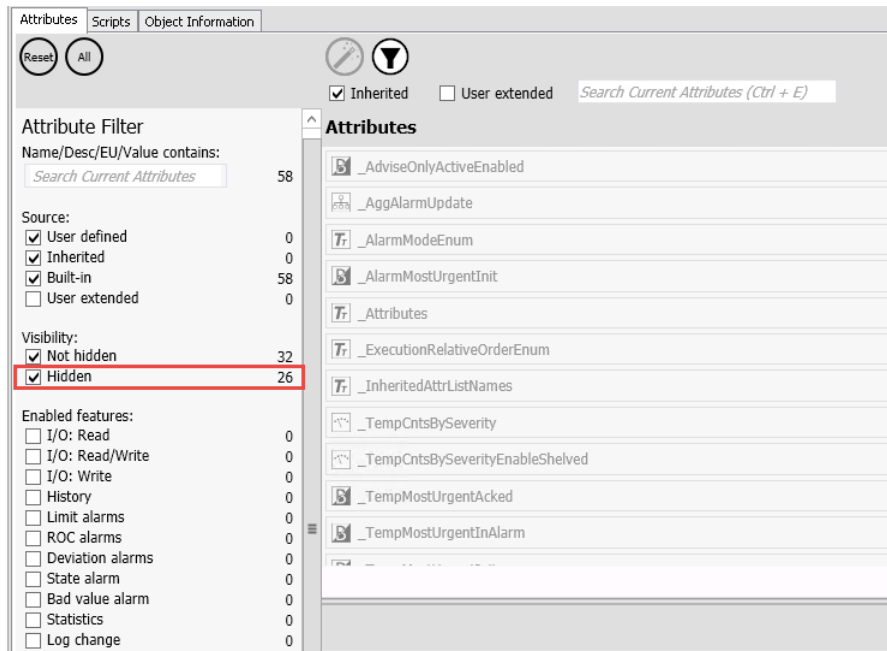 Attributes Scripts Object Information
Reset All
Inherited User extended Search Current Attributes (Ctrl + E)
Attribute Filter
Name/Desc/EU/Value contains:
Search Current Attributes 58
Source:
User defined 0
Inherited 0
Built-in 58
User extended 0
Visibility:
Not hidden 32
Hidden 26
Enabled features:
I/O: Read 0
I/O: Read/Write 0
I/O: Write 0
History 0
Limit alarms 0
ROC alarms 0
Deviation alarms 0
State alarm 0
Bad value alarm 0
Statistics 0
Log change 0
Attributes
_AdviseOnlyActiveEnabled
_AggAlarmUpdate
_AlarmModeEnum
_AlarmMostUrgentInit
_Attributes
_ExecutionRelativeOrderEnum
_InheritedAttrListNames
_TempCntsBySeverity
_TempCntsBySeverityEnableShelved
_TempMostUrgentAcked
_TempMostUrgentInAlarm